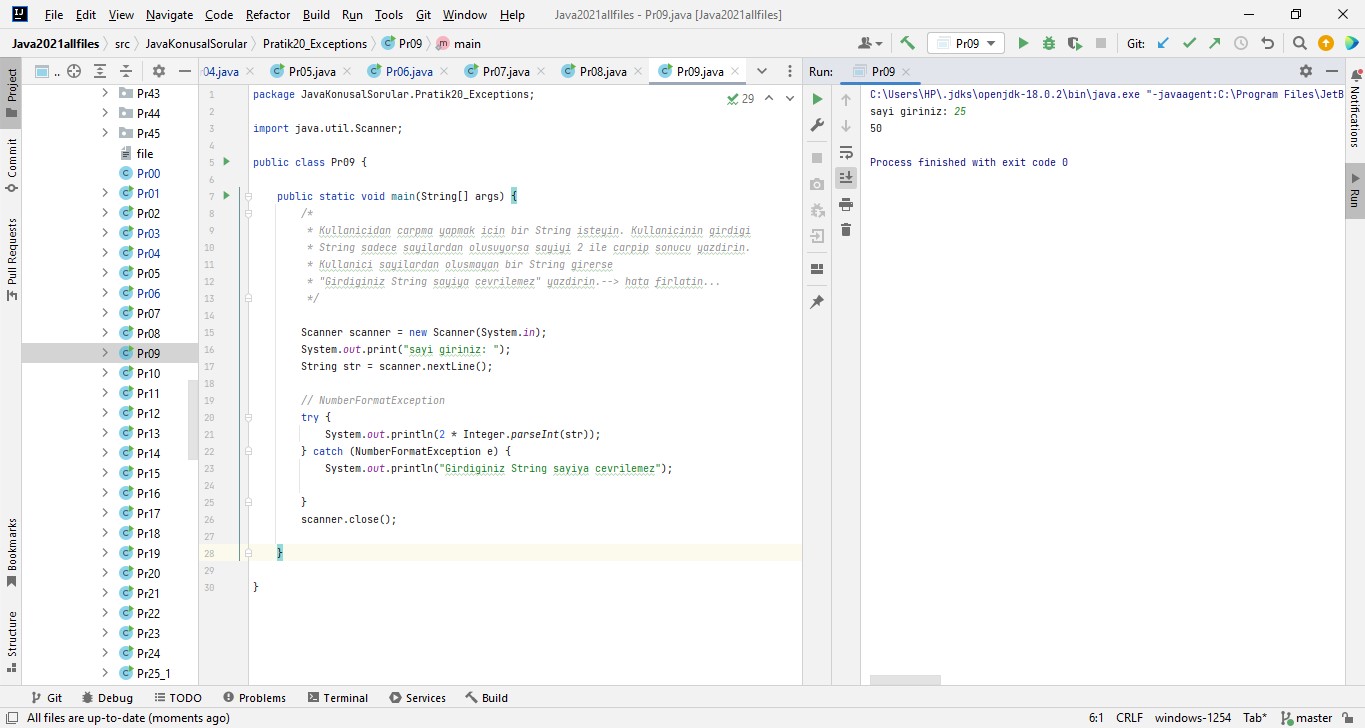 File Edit View Navigate Code Refactor Build Run Tools Git Window Help Java2021allfiles - Pr09.java [Java2021allfiles]
Java2021allfiles src JavaKonusalSorular Pratik20_Exceptions Pr09 main Pr09 Git:
.. 04.java Pr05.java Pr06.java Pr07.java Pr08.java Pr09.java Run: Pr09
Project
Commit
Pull Requests
Bookmarks
Structure
Pr43
Pr44
Pr45
file
Pr00
Pr01
Pr02
Pr03
Pr04
Pr05
Pr06
Pr07
Pr08
Pr09
Pr10
Pr11
Pr12
Pr13
Pr14
Pr15
Pr16
Pr17
Pr18
Pr19
Pr20
Pr21
Pr22
Pr23
Pr24
Pr25_1
29
1 package JavaKonusalSorular.Pratik20_Exceptions;
2
3 import java.util.Scanner;
4
5 public class Pr09 {
6
7 public static void main(String[] args) {
8 /*
9 * Kullanicidan carpma yapmak icin bir String isteyin. Kullanicinin girdigi
10 * String sadece sayilardan olusuyorsa sayiyi 2 ile carpip sonucu yazdirin.
11 * Kullanici sayilardan olusmayan bir String girerse
12 * "Girdiginiz String sayiya cevrilemez" yazdirin.--> hata firlatin...
13 */
14
15 Scanner scanner = new Scanner(System.in);
16 System.out.print("sayi giriniz: ");
17 String str = scanner.nextLine();
18
19 // NumberFormatException
20 try {
21 System.out.println(2 * Integer.parseInt(str));
22 } catch (NumberFormatException e) {
23 System.out.println("Girdiginiz String sayiya cevrilemez");
24
25 }
26 scanner.close();
27
28 }
29
30 }
C:\Users\HP\.jdks\openjdk-18.0.2\bin\java.exe "-javaagent:C:\Program Files\JetB
sayi giriniz: 25
50
Process finished with exit code 0
Notifications
Run
Git Debug TODO Problems Terminal Services Build
All files are up-to-date (moments ago) 6:1 CRLF windows-1254 Tab* master